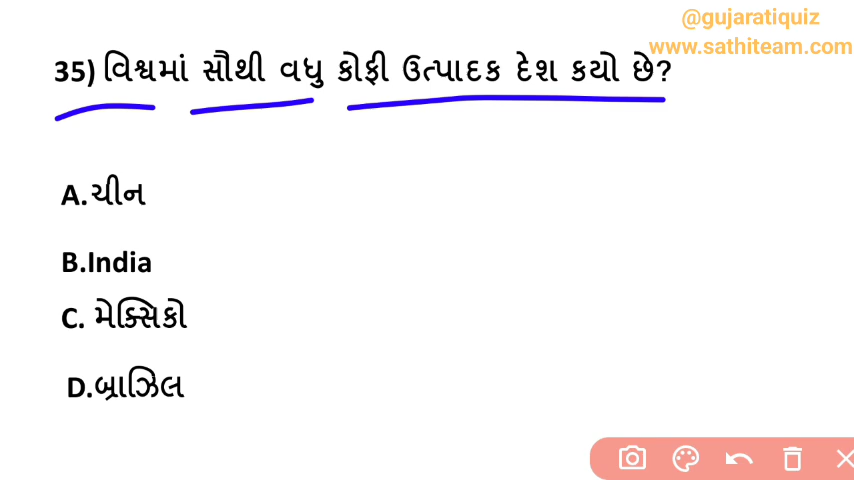 @gujaratiquiz
www.sathiteam.com
35) વિશ્વમાં સૌથી વધુ કોફી ઉત્પાદક દેશ કયો છે?
A.ચીન
B.India
C. મેક્સિકો
D.બ્રાઝિલ